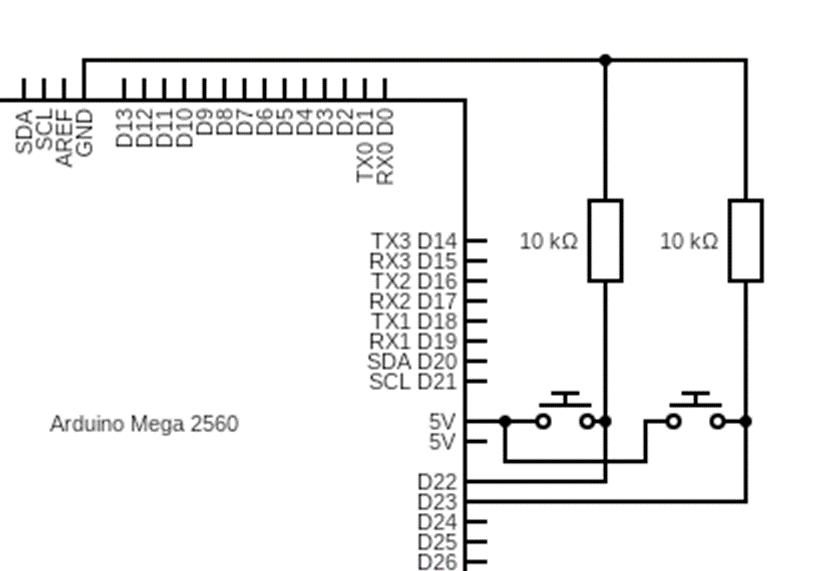 SDA
SCL
AREF
GND
D13
D12
D11
D10
D9
D8
D7
D6
D5
D4
D3
D2
TX0 D1
RX0 D0
TX3 D14
RX3 D15
TX2 D16
RX2 D17
TX1 D18
RX1 D19
SDA D20
SCL D21
10 kΩ
10 kΩ
Arduino Mega 2560
5V
5V
D22
D23
D24
D25
D26